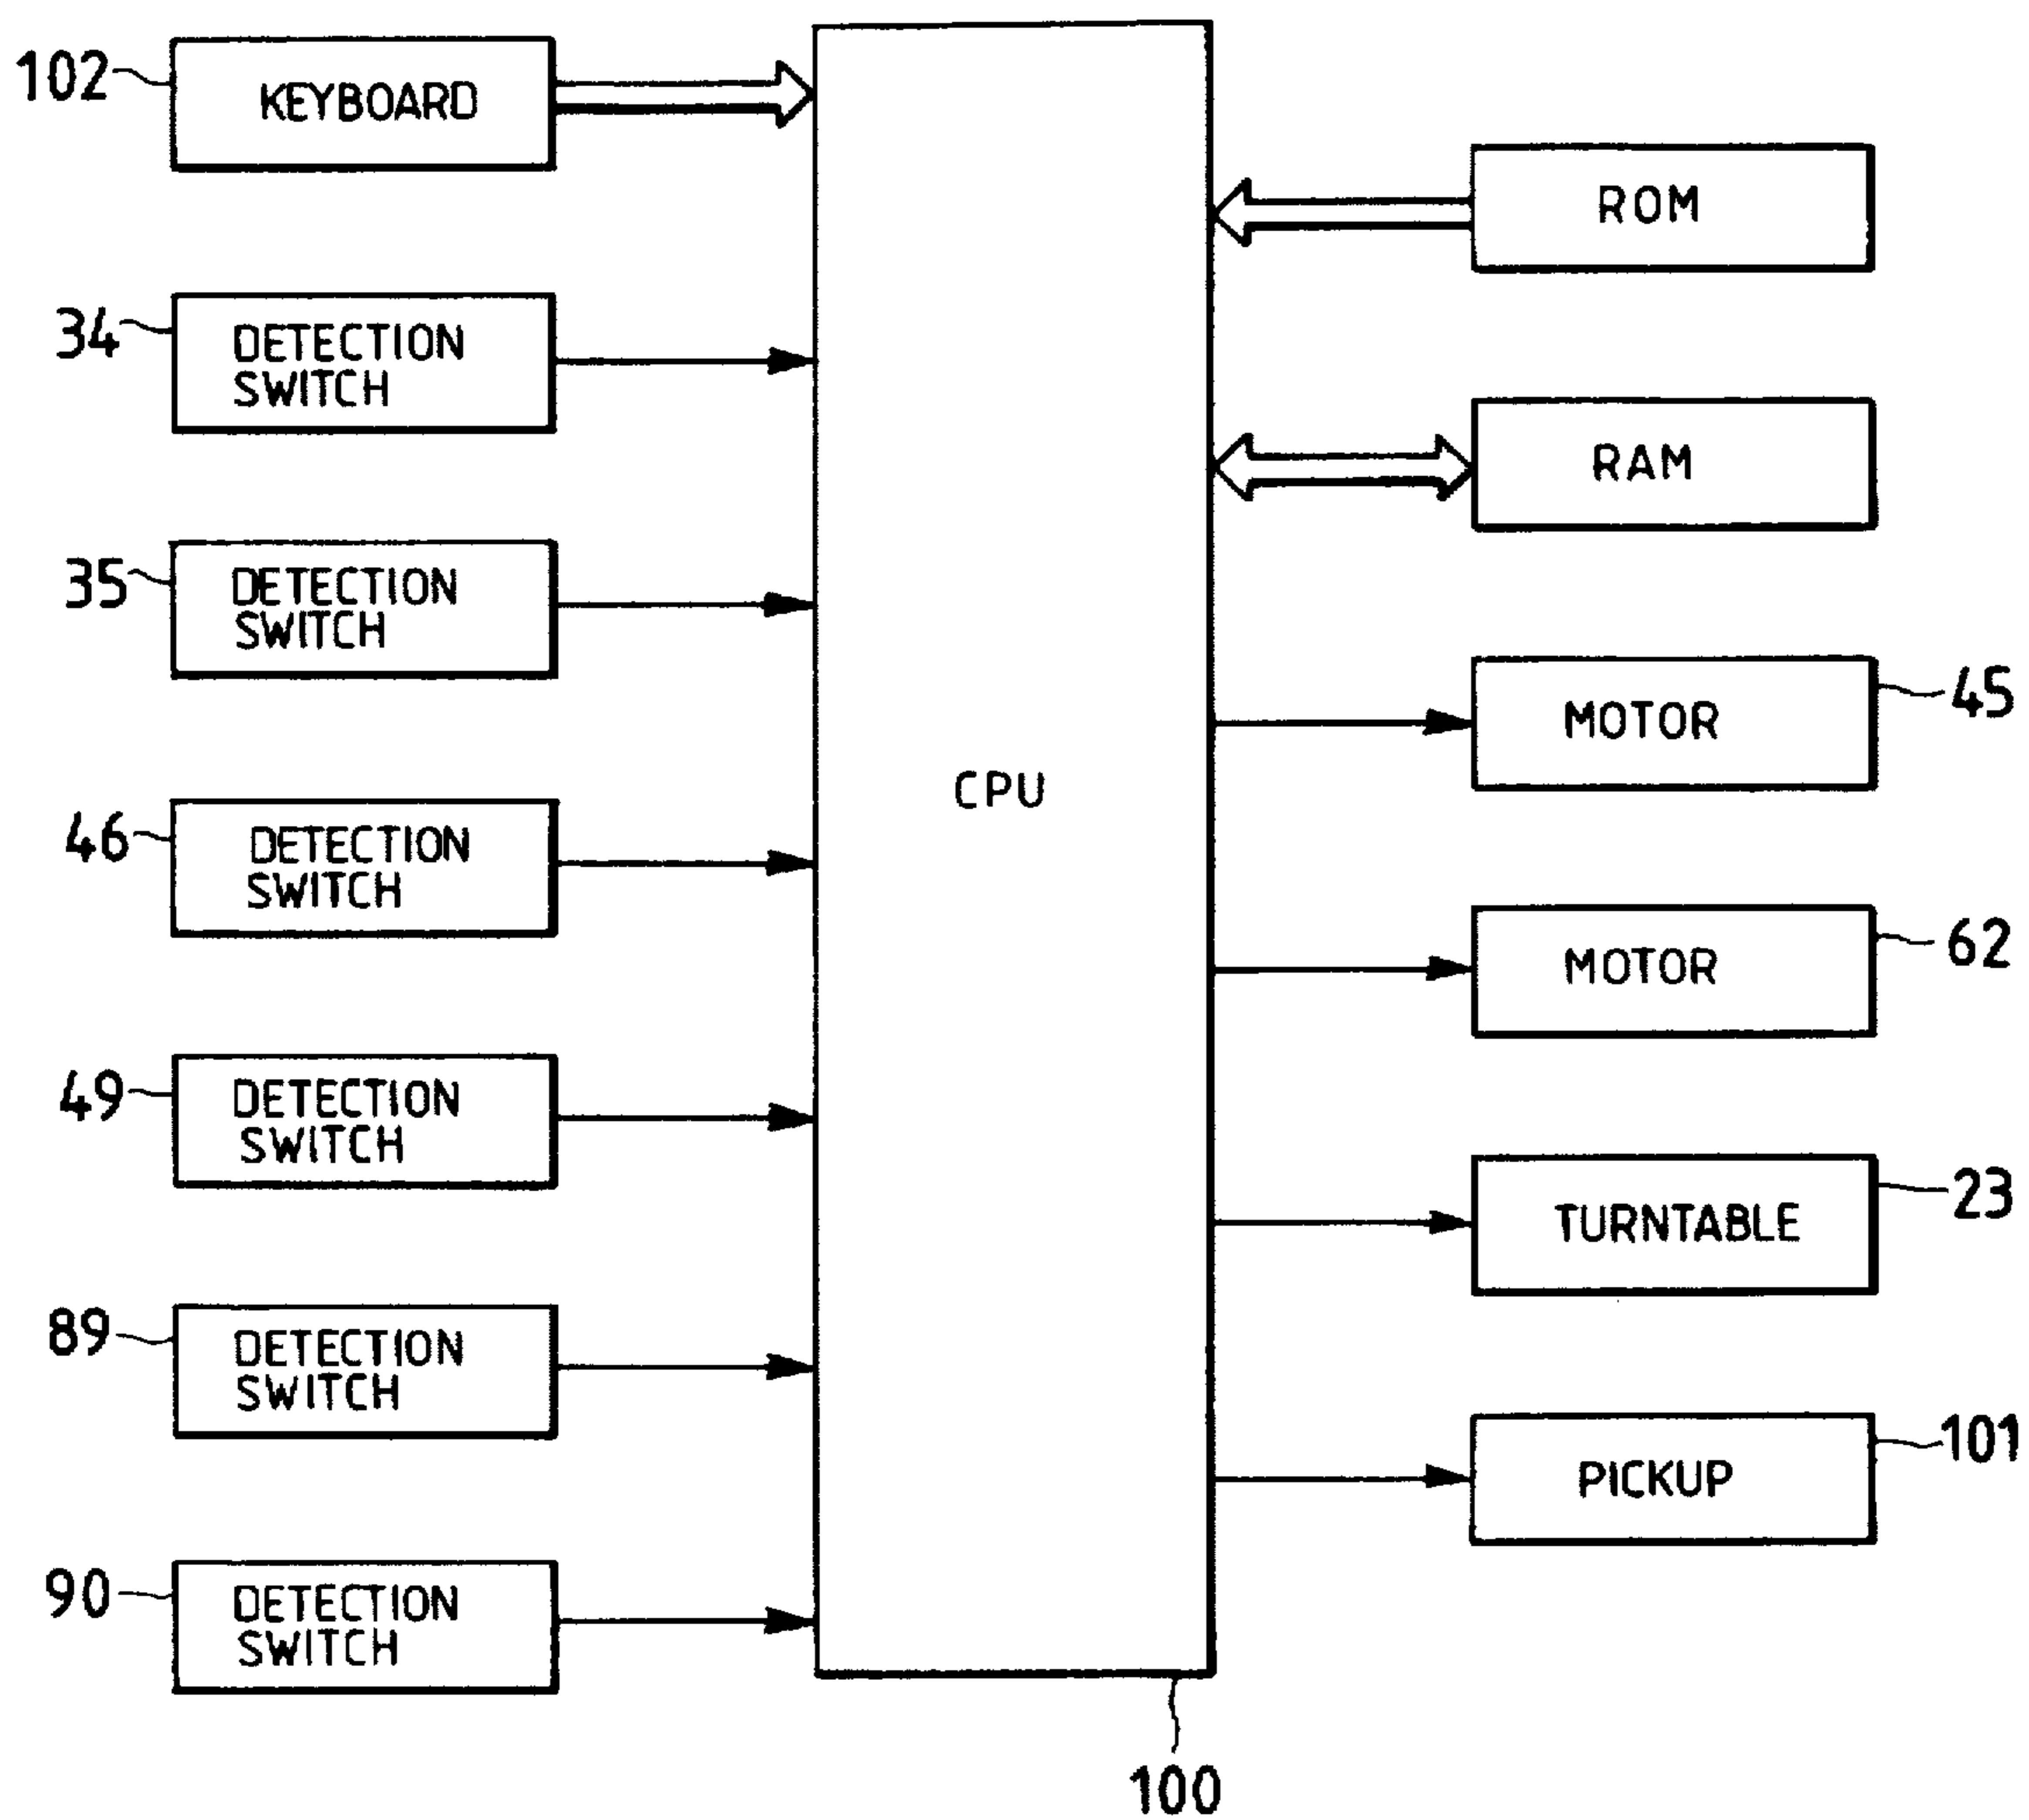 102
KEYBOARD
34
DETECTION
SWITCH
35
DETECTION
SWITCH
46
DETECTION
SWITCH
49
DETECTION
SWITCH
89
DETECTION
SWITCH
90
DETECTION
SWITCH
CPU
100
ROM
RAM
MOTOR
45
MOTOR
62
TURNTABLE
23
PICKUP
101